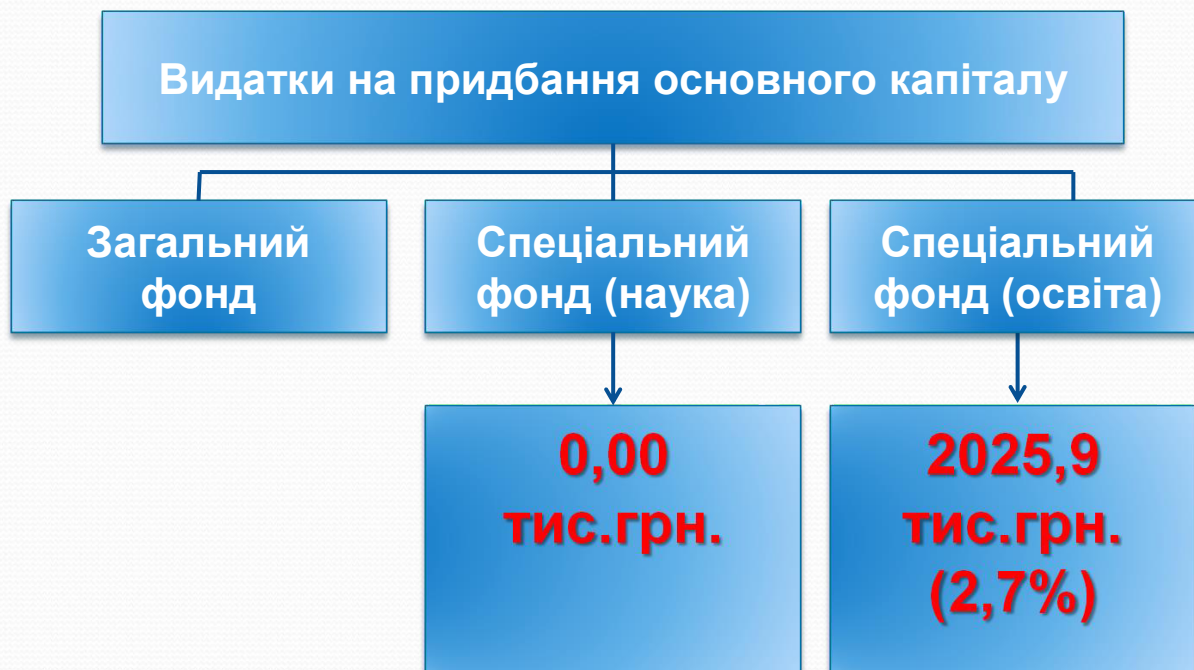 Видатки на придбання основного капіталу
Загальний
фонд
Спеціальний
фонд (наука)
Спеціальний
фонд (освіта)
0,00
тис.грн.
2025,9
тис.грн.
(2,7%)